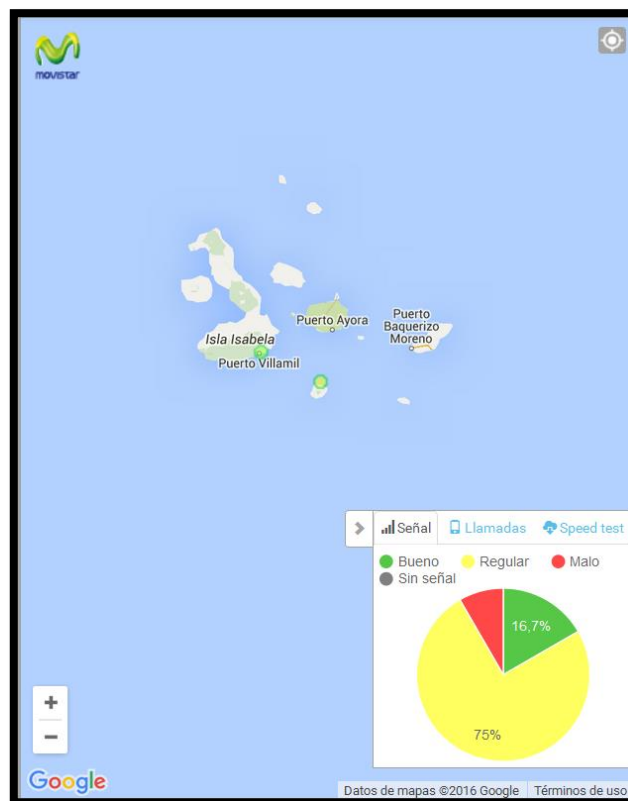 movistar
Puerto Ayora
Puerto
Baquerizo
Moreno
Isla Isabela
Puerto Villamil
Señal
Llamadas
Speed test
Bueno
Regular
Malo
Sin señal
16,7%
75%
+
−
Google
Datos de mapas ©2016 Google
Términos de uso